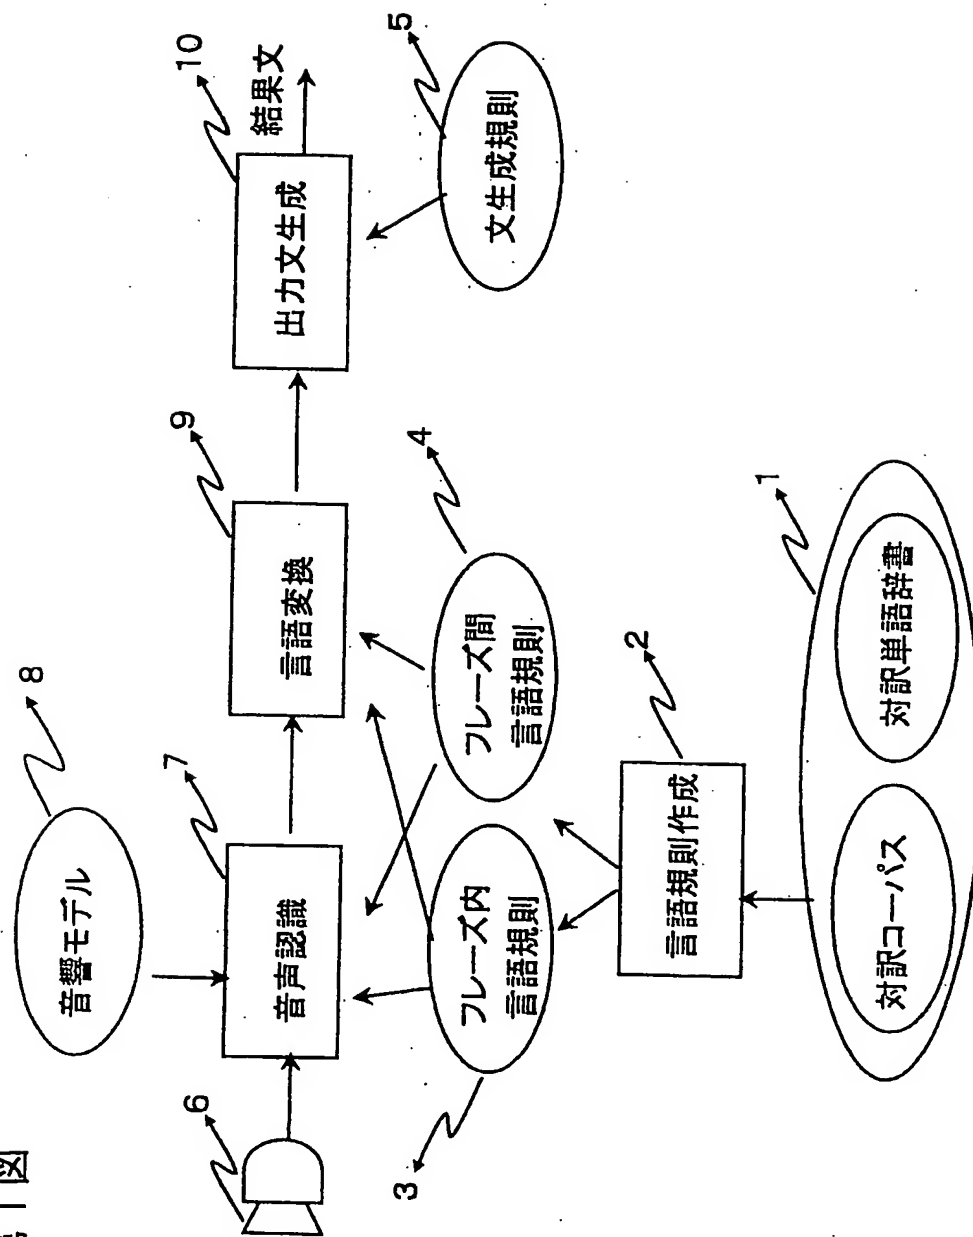 第1図
音響モデル
8
6
音声認識
7
言語変換
9
出力文生成
10
結果文
3
フレーズ内
言語規則
フレーズ間
言語規則
4
文生成規則
5
言語規則作成
2
対訳コーパス
対訳単語辞書
1